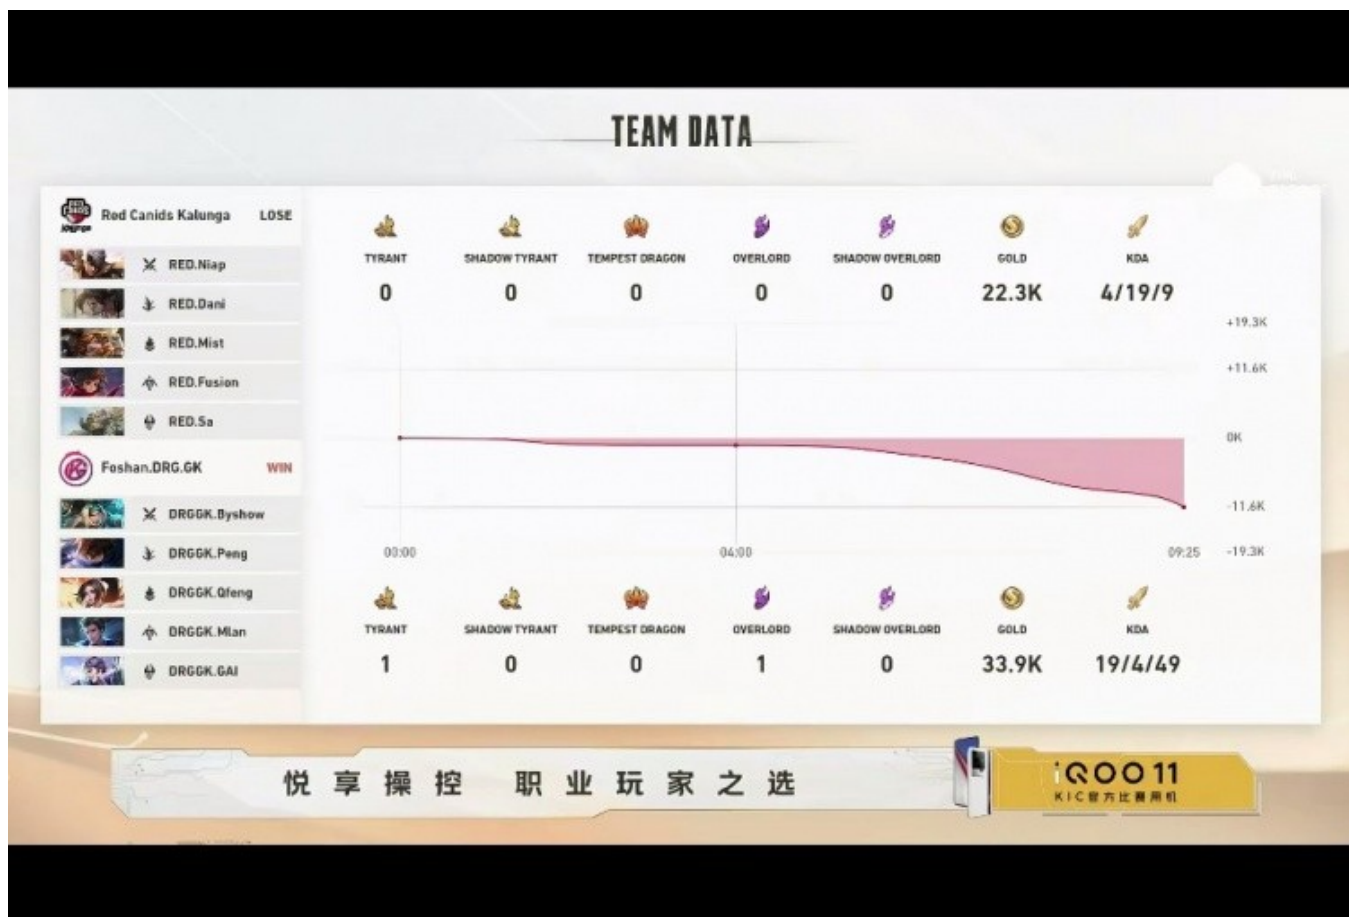 TEAM DATA
Red Canids Kalunga LOSE
RED.Niap
RED.Dani
RED.Mist
RED.Fusion
RED.Sa
Foshan.DRG.GK WIN
DRGGK.Byshow
DRGGK.Peng
DRGGK.Qfeng
DRGGK.Mlan
DRGGK.GAI
TYRANT SHADOW TYRANT TEMPEST DRAGON OVERLORD SHADOW OVERLORD GOLD KDA
0 0 0 0 0 22.3K 4/19/9
+19.3K
+11.6K
0K
-11.6K
00:00 04:00 09:25 -19.3K
TYRANT SHADOW TYRANT TEMPEST DRAGON OVERLORD SHADOW OVERLORD GOLD KDA
1 0 0 1 0 33.9K 19/4/49
悦享操控 职业玩家之选
iQOO 11
KIC官方比赛用机